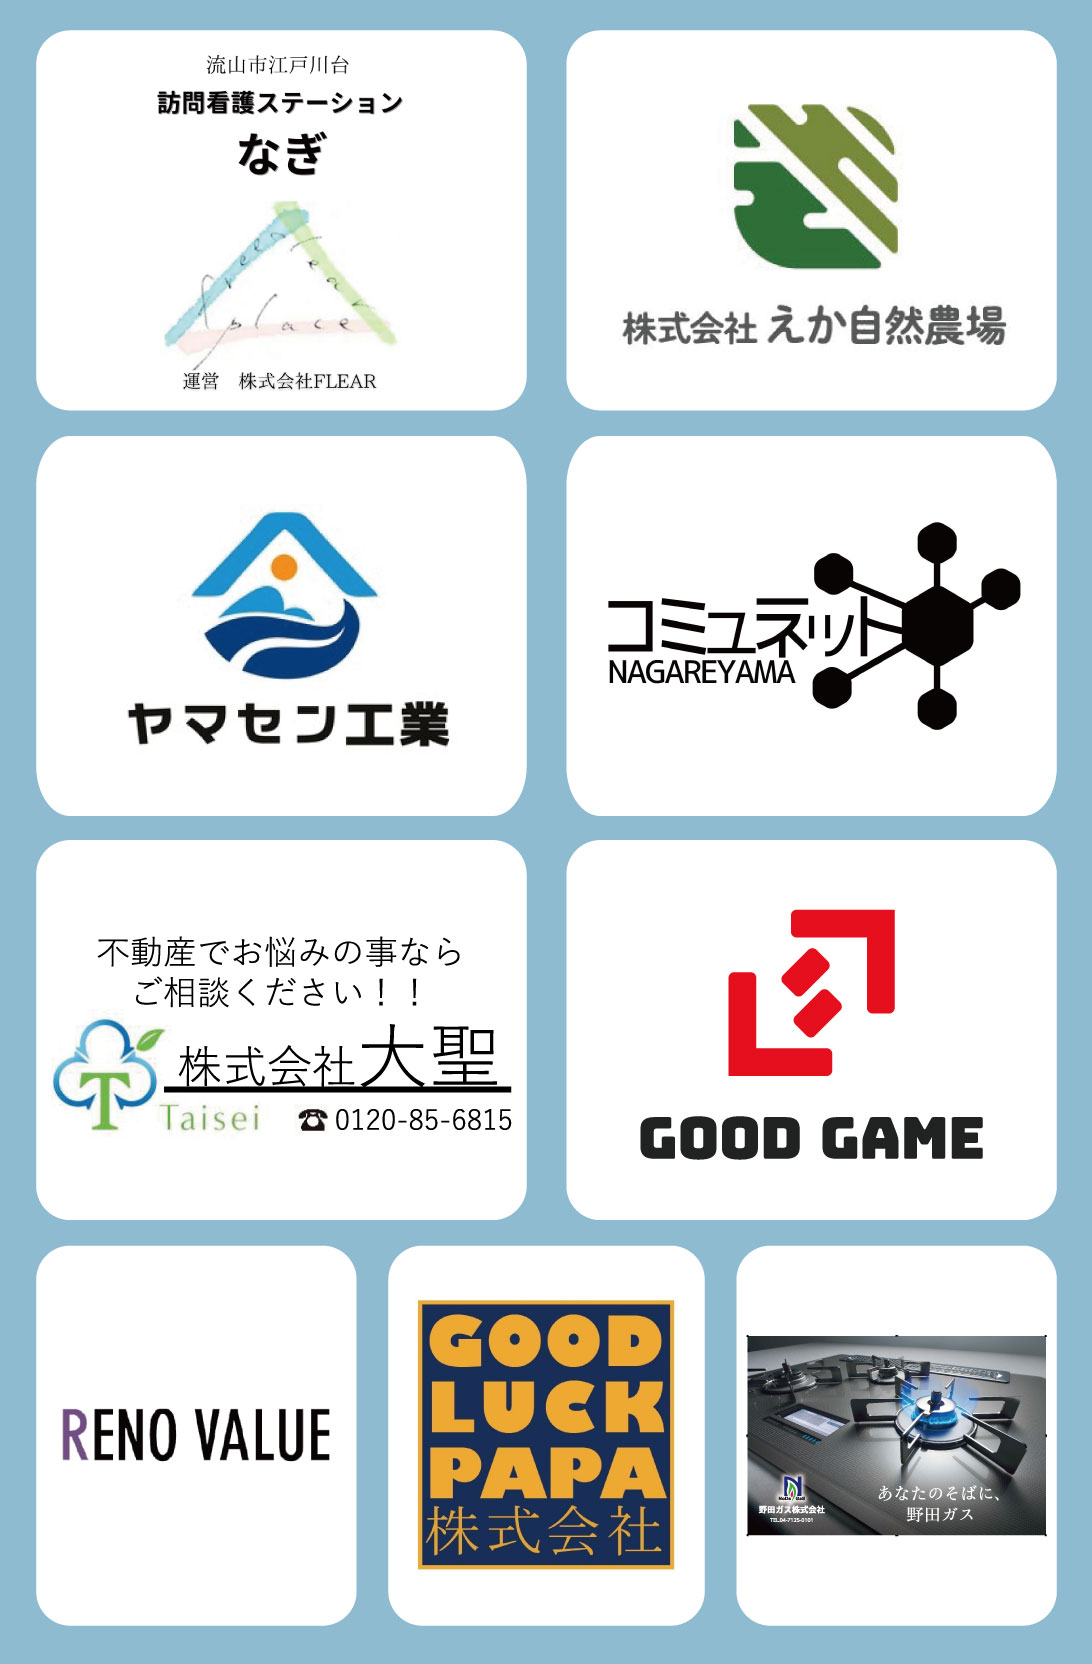 流山市江戸川台
訪問看護ステーション
なぎ
freen Tear
place
運営　株式会社FLEAR
株式会社 えか自然農場
ヤマセン工業
コミュネット
NAGAREYAMA
不動産でお悩みの事なら
ご相談ください！！
T
株式会社大聖
Taisei ☎0120-85-6815
GOOD GAME
RENO VALUE
GOOD
LUCK
PAPA
株式会社
あなたのそばに、
野田ガス
N
野田ガス株式会社
TEL04-7125-0101